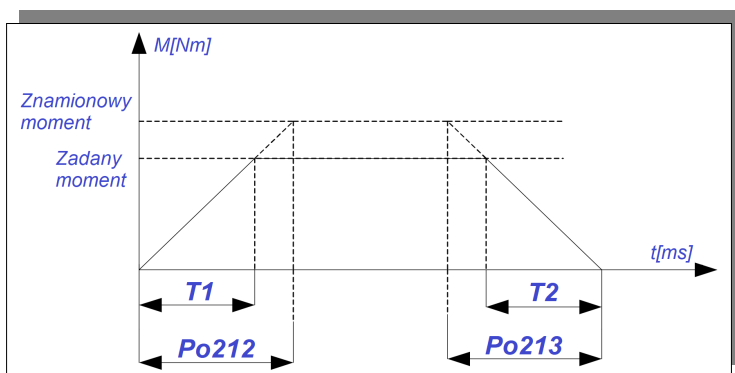 M[Nm]
Znamionowy
moment
Zadany
moment
t[ms]
T1
T2
Po212
Po213